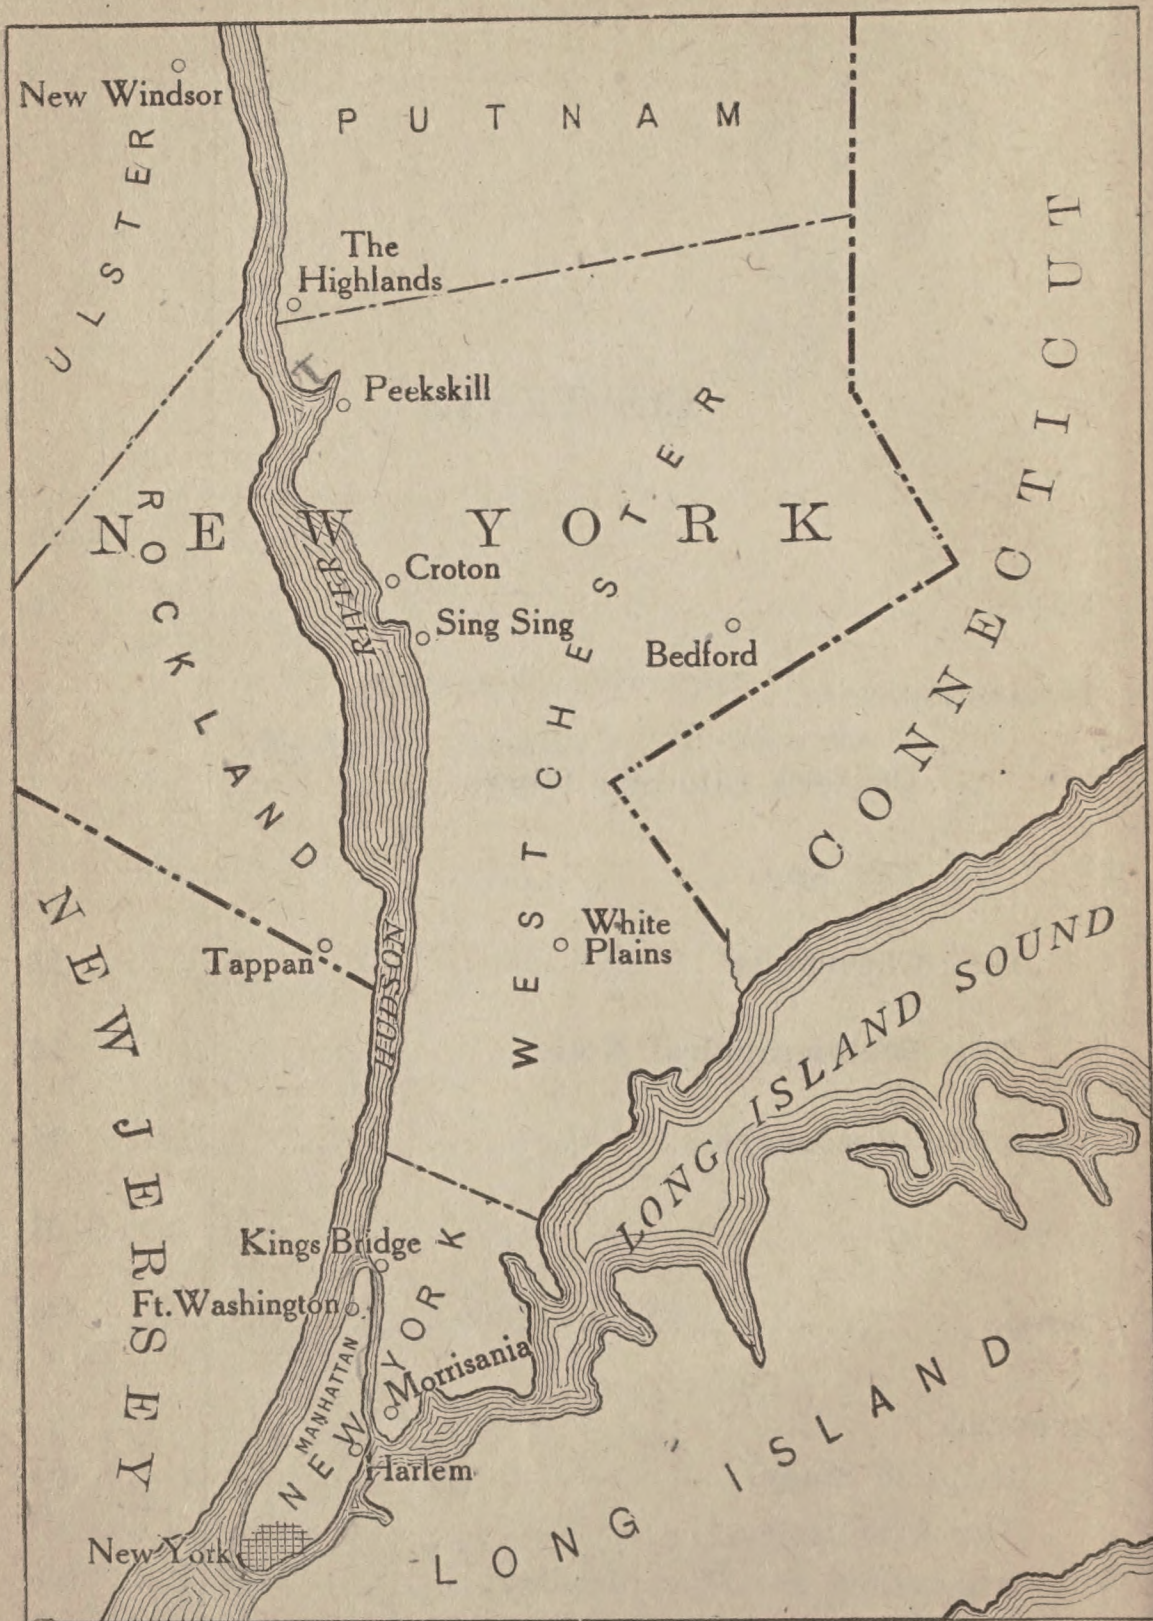 New Windsor
PUTNAM
ULSTER
The
Highlands
Peekskill
NEW YORK
ROCKLAND
RIVER
Croton
Sing Sing
Bedford
WESTCHESTER
CONNECTICUT
White
Plains
Tappan
HUDSON
NEW JERSEY
LONG ISLAND SOUND
Kings Bridge
Ft. Washington
MANHATTAN
NEW YORK
Morrisania
Harlem
New York
LONG ISLAND